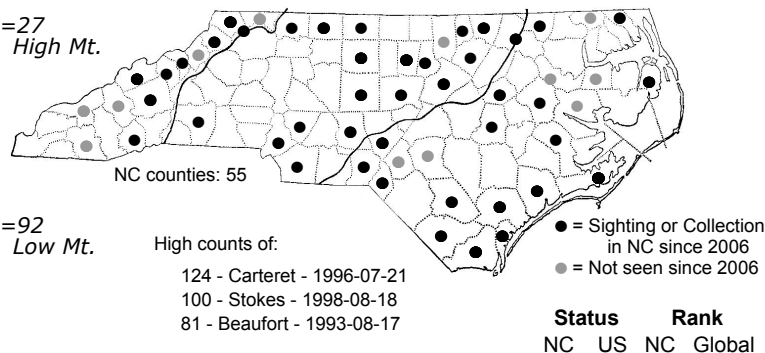 =27
High Mt.
NC counties: 55
=92
Low Mt.
High counts of:
124 - Carteret - 1996-07-21
100 - Stokes - 1998-08-18
81 - Beaufort - 1993-08-17
= Sighting or Collection
in NC since 2006
= Not seen since 2006
Status Rank
NC US NC Global